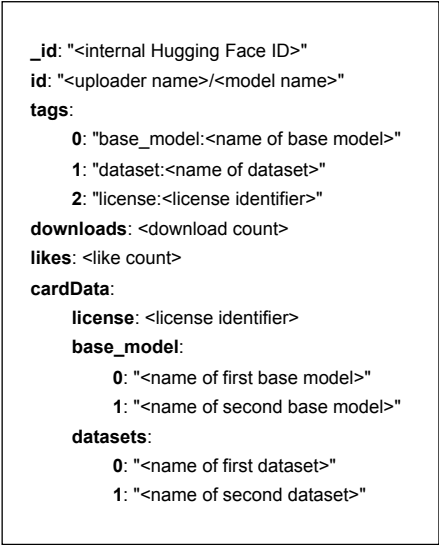 _id: "<internal Hugging Face ID>"
id: "<uploader name>/<model name>"
tags:
0: "base_model:<name of base model>"
1: "dataset:<name of dataset>"
2: "license:<license identifier>"
downloads: <download count>
likes: <like count>
cardData:
license: <license identifier>
base_model:
0: "<name of first base model>"
1: "<name of second base model>"
datasets:
0: "<name of first dataset>"
1: "<name of second dataset>"